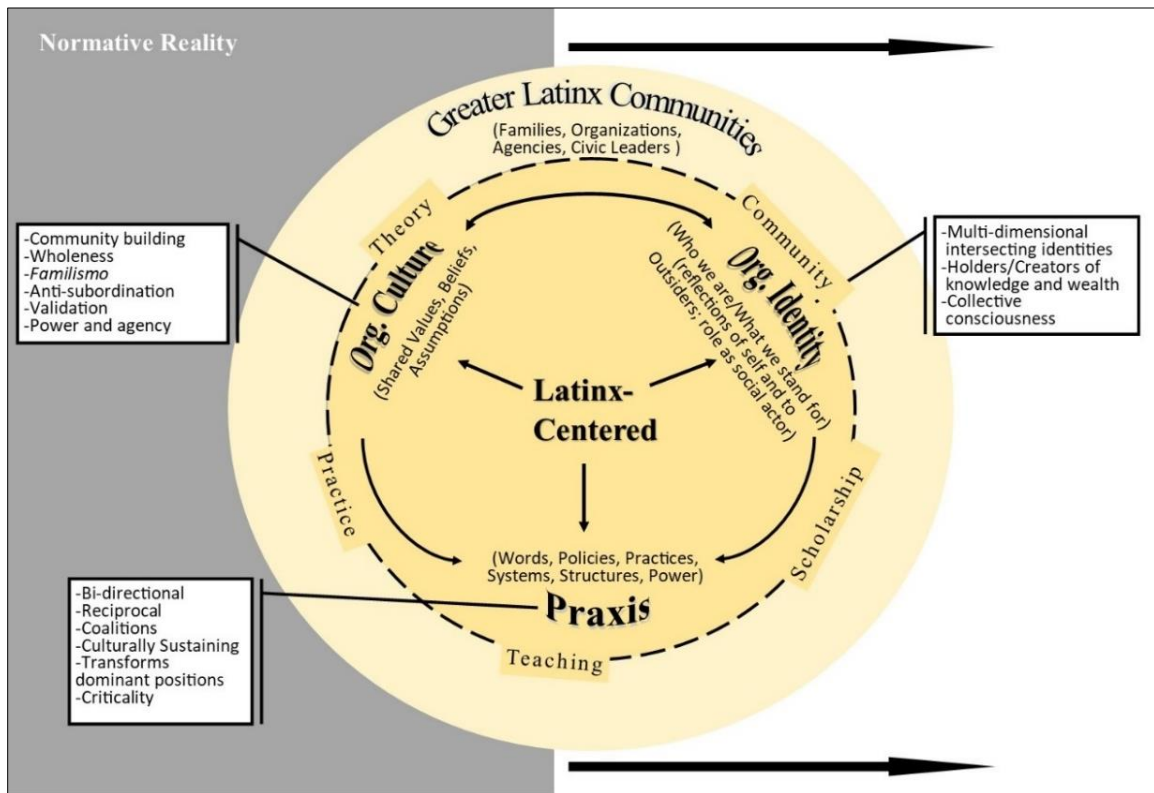 Normative Reality
Greater Latinx Communities
(Families, Organizations,
Agencies, Civic Leaders )
Theory
Community
Org. Culture
(Shared Values, Beliefs,
Assumptions)
Org. Identity
(Who we are/What we stand for)
(reflections of self and to
Outsiders; role as social actor)
-Community building
-Wholeness
-Familismo
-Anti-subordination
-Validation
-Power and agency
-Multi-dimensional
intersecting identities
-Holders/Creators of
knowledge and wealth
-Collective
consciousness
Latinx-
Centered
Practice
Scholarship
(Words, Policies, Practices,
Systems, Structures, Power)
Praxis
Teaching
-Bi-directional
-Reciprocal
-Coalitions
-Culturally Sustaining
-Transforms
dominant positions
-Criticality